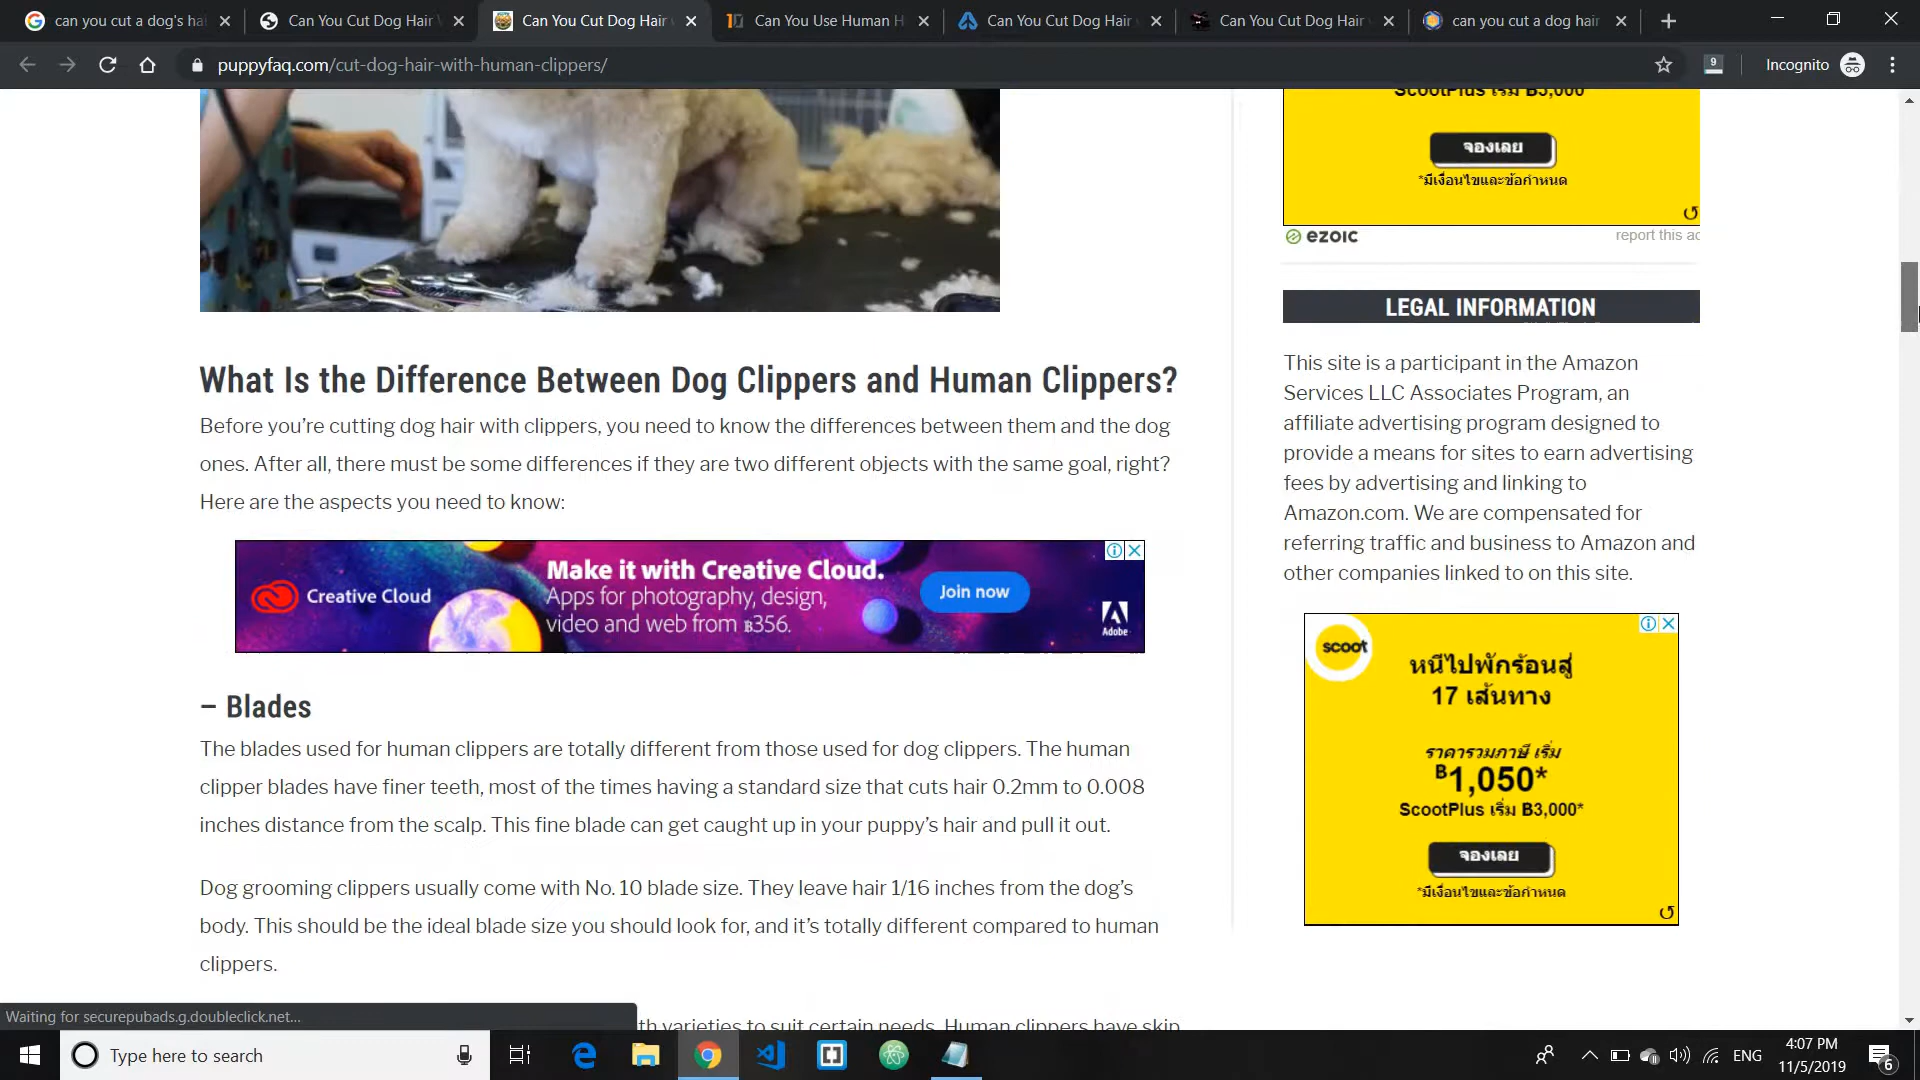 can you cut a dog's hai
Can You Cut Dog Hair W
Can You Cut Dog Hair w
Can You Use Human H
Can You Cut Dog Hair w
Can You Cut Dog Hair
can you cut a dog hair
puppyfaq.com/cut-dog-hair-with-human-clippers/
9
Incognito
ScootPlus เริ่ม ฿3,000
จองเลย
*มีเงื่อนไขและข้อกำหนด
ezoic
report this ad
LEGAL INFORMATION
This site is a participant in the Amazon
Services LLC Associates Program, an
affiliate advertising program designed to
provide a means for sites to earn advertising
fees by advertising and linking to
Amazon.com. We are compensated for
referring traffic and business to Amazon and
other companies linked to on this site.
scoot
หนีไปพักร้อนสู่
17 เส้นทาง
ราคารวมภาษี เริ่ม
฿1,050*
ScootPlus เริ่ม ฿3,000*
จองเลย
*มีเงื่อนไขและข้อกำหนด
What Is the Difference Between Dog Clippers and Human Clippers?
Before you’re cutting dog hair with clippers, you need to know the differences between them and the dog
ones. After all, there must be some differences if they are two different objects with the same goal, right?
Here are the aspects you need to know:
Creative Cloud
Make it with Creative Cloud.
Apps for photography, design,
video and web from ฿356.
Join now
Adobe
– Blades
The blades used for human clippers are totally different from those used for dog clippers. The human
clipper blades have finer teeth, most of the times having a standard size that cuts hair 0.2mm to 0.008
inches distance from the scalp. This fine blade can get caught up in your puppy’s hair and pull it out.
Dog grooming clippers usually come with No. 10 blade size. They leave hair 1/16 inches from the dog’s
body. This should be the ideal blade size you should look for, and it’s totally different compared to human
clippers.
th varieties to suit certain needs. Human clippers have skip
Waiting for securepubads.g.doubleclick.net...
Type here to search
ENG
4:07 PM
11/5/2019
6